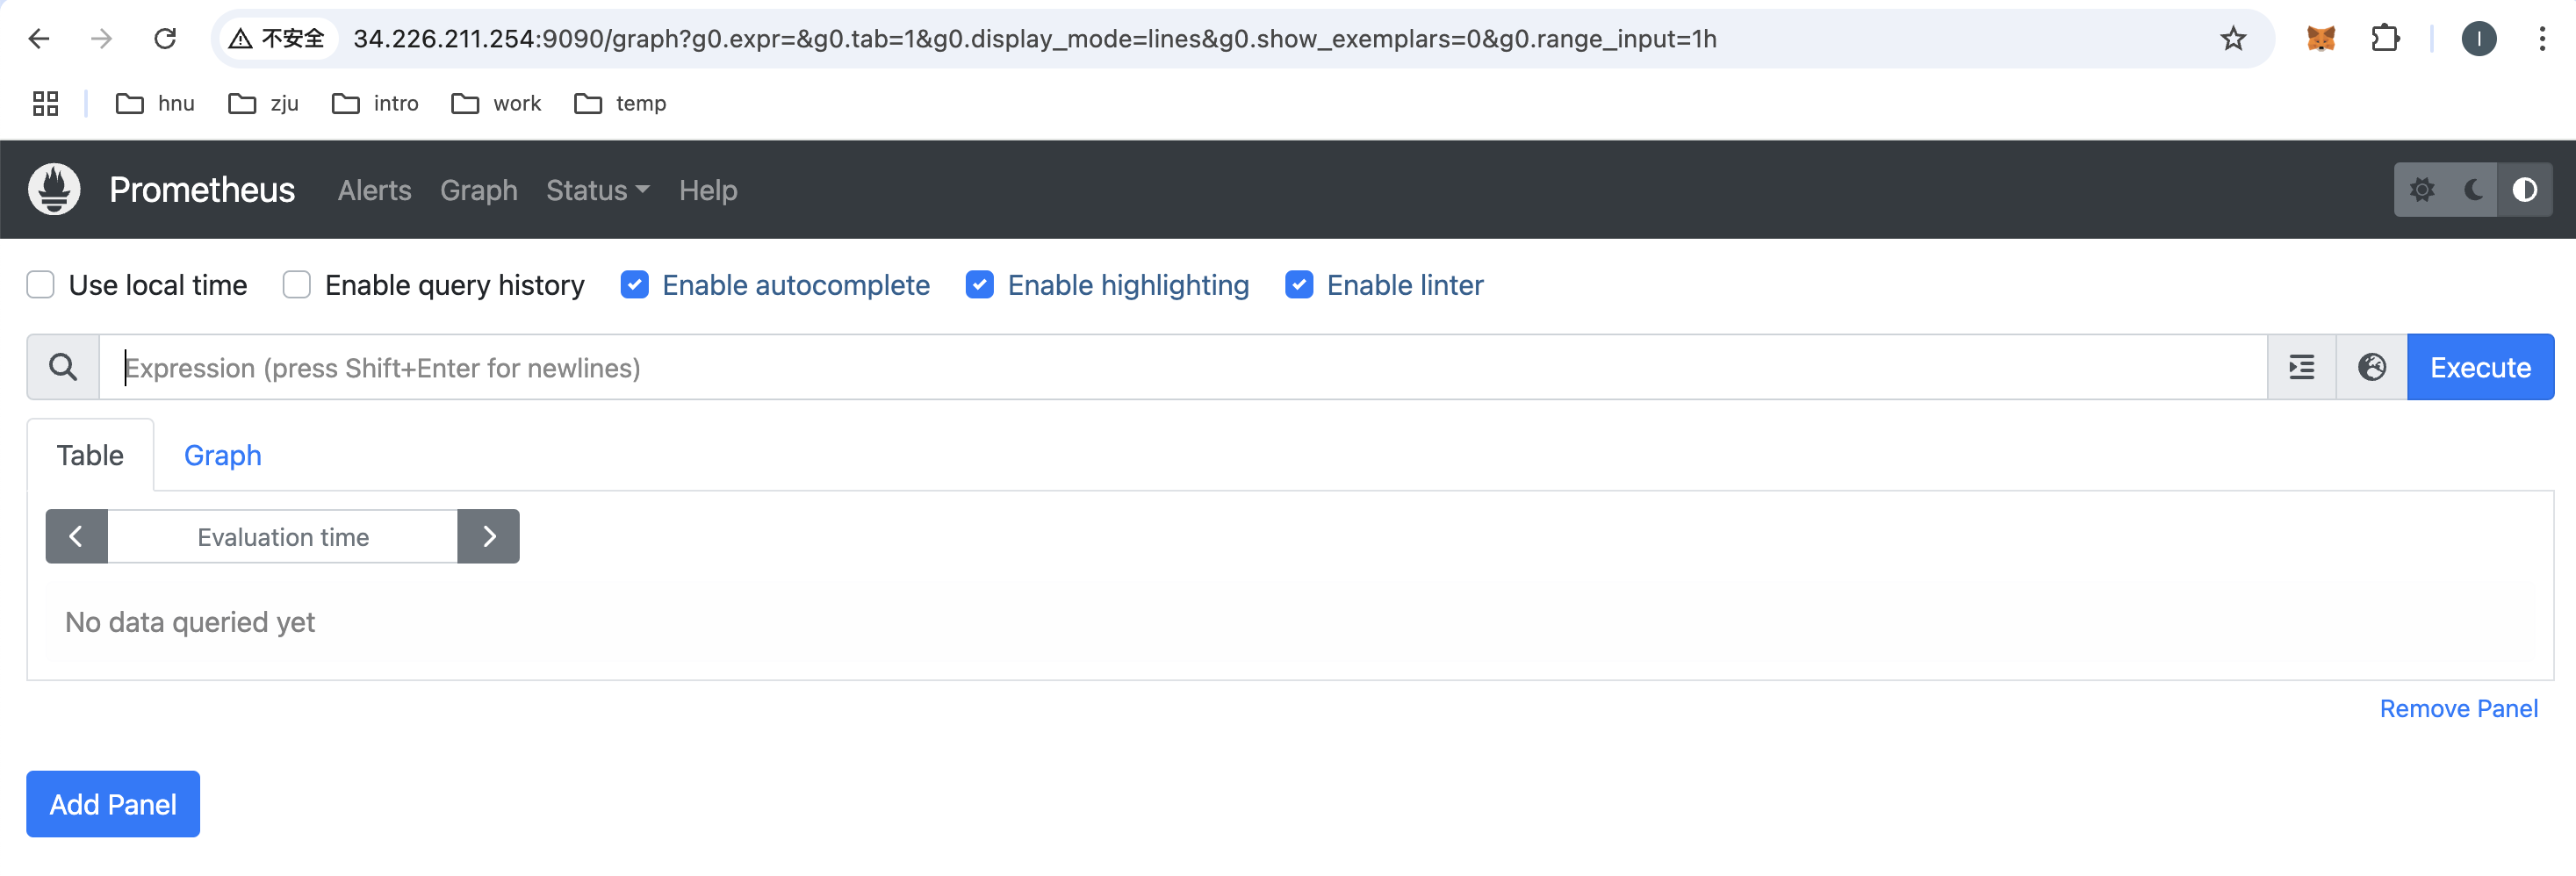 不安全 34.226.211.254:9090/graph?g0.expr=&g0.tab=1&g0.display_mode=lines&g0.show_exemplars=0&g0.range_input=1h I
hnu zju intro work temp
Prometheus Alerts Graph Status Help
Use local time Enable query history Enable autocomplete Enable highlighting Enable linter
Expression (press Shift+Enter for newlines) Execute
Table Graph
Evaluation time
No data queried yet
Remove Panel
Add Panel